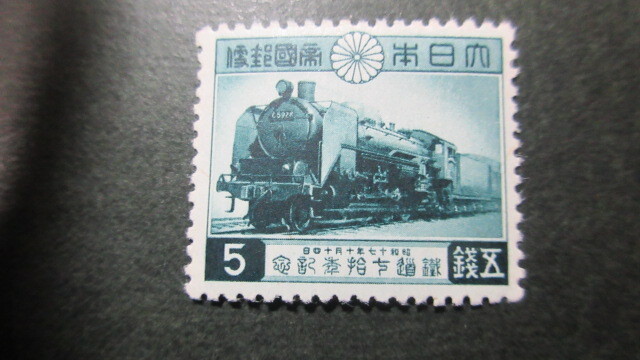 大日本帝國郵便
昭和十七年十月十四日
鐵道七拾年記念
五錢
5